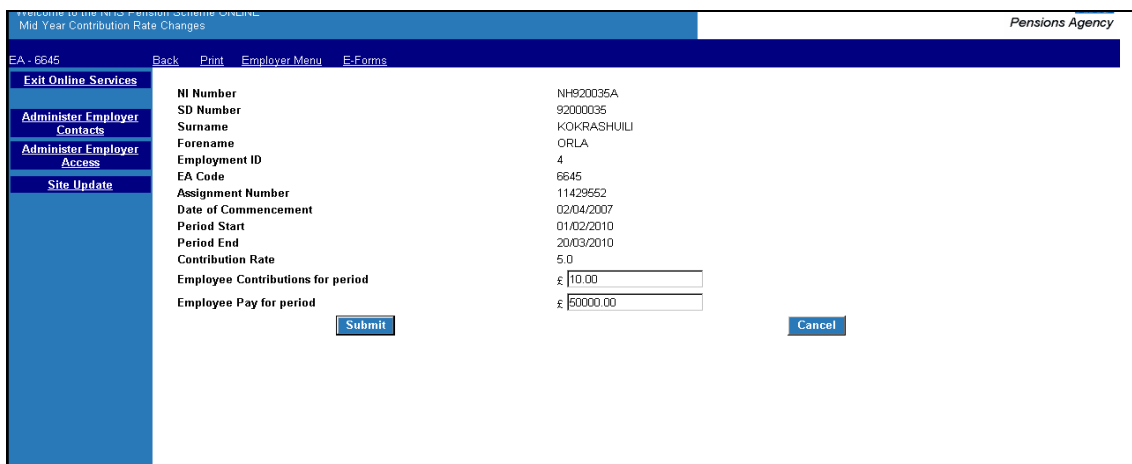 Welcome to the NHS Pension Scheme ONLINE
Mid Year Contribution Rate Changes
Pensions Agency
EA - 6645 Back Print Employer Menu E-Forms
Exit Online Services
Administer Employer
Contacts
Administer Employer
Access
Site Update
NI Number NH920035A
SD Number 92000035
Surname KOKRASHUILI
Forename ORLA
Employment ID 4
EA Code 6645
Assignment Number 11429552
Date of Commencement 02/04/2007
Period Start 01/02/2010
Period End 20/03/2010
Contribution Rate 5.0
Employee Contributions for period £ 10.00
Employee Pay for period £ 50000.00
Submit Cancel